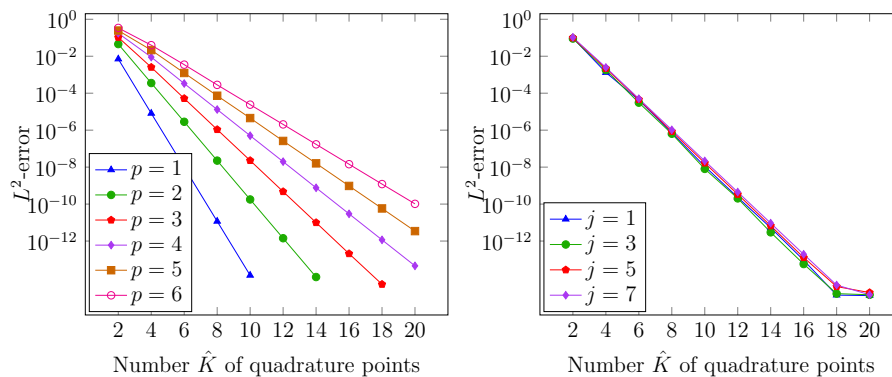 10^0
10^−2
10^−4
10^−6
10^−8
10^−10
10^−12
L^2-error
p = 1
p = 2
p = 3
p = 4
p = 5
p = 6
2 4 6 8 10 12 14 16 18 20
Number K̂ of quadrature points
10^0
10^−2
10^−4
10^−6
10^−8
10^−10
10^−12
L^2-error
j = 1
j = 3
j = 5
j = 7
2 4 6 8 10 12 14 16 18 20
Number K̂ of quadrature points